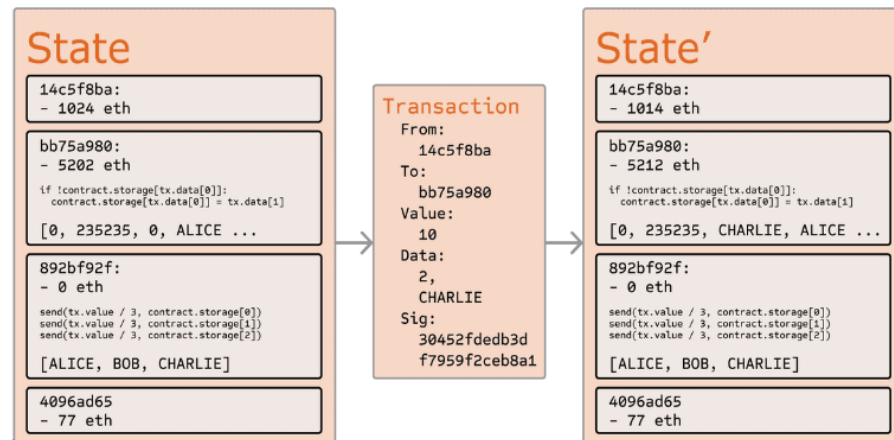 State
14c5f8ba:
- 1024 eth
bb75a980:
- 5202 eth
if !contract.storage[tx.data[0]]:
contract.storage[tx.data[0]] = tx.data[1]
[0, 235235, 0, ALICE ...
892bf92f:
- 0 eth
send(tx.value / 3, contract.storage[0])
send(tx.value / 3, contract.storage[1])
send(tx.value / 3, contract.storage[2])
[ALICE, BOB, CHARLIE]
4096ad65
- 77 eth
Transaction
From:
14c5f8ba
To:
bb75a980
Value:
10
Data:
2,
CHARLIE
Sig:
30452fdedb3d
f7959f2ceb8a1
State′
14c5f8ba:
- 1014 eth
bb75a980:
- 5212 eth
if !contract.storage[tx.data[0]]:
contract.storage[tx.data[0]] = tx.data[1]
[0, 235235, CHARLIE, ALICE ...
892bf92f:
- 0 eth
send(tx.value / 3, contract.storage[0])
send(tx.value / 3, contract.storage[1])
send(tx.value / 3, contract.storage[2])
[ALICE, BOB, CHARLIE]
4096ad65
- 77 eth